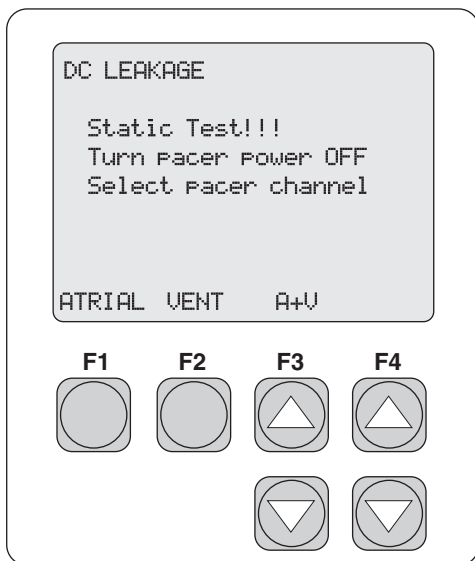 DC LEAKAGE
Static Test!!!
Turn pacer power OFF
Select pacer channel
ATRIAL VENT A+V
F1 F2 F3 F4